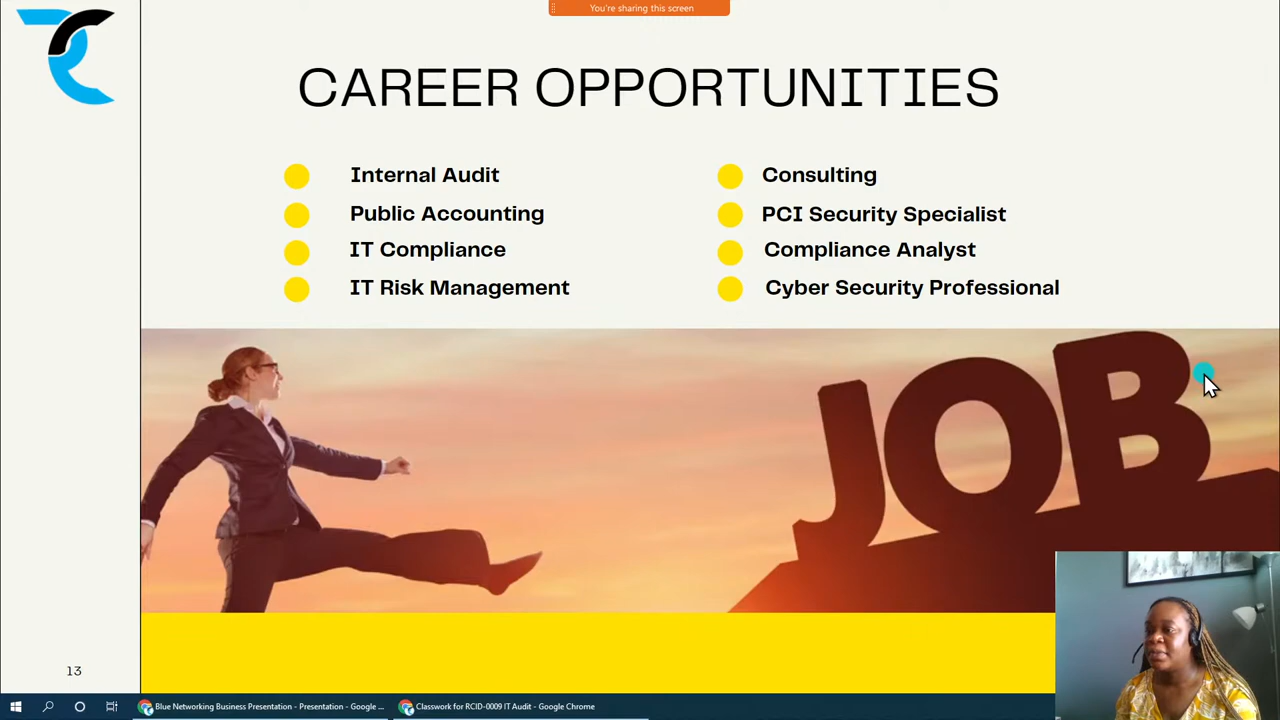 You're sharing this screen
CAREER OPPORTUNITIES
Internal Audit
Public Accounting
IT Compliance
IT Risk Management
Consulting
PCI Security Specialist
Compliance Analyst
Cyber Security Professional
JOB
13
Blue Networking Business Presentation - Presentation - Google ...
Classwork for RCID-0009 IT Audit - Google Chrome